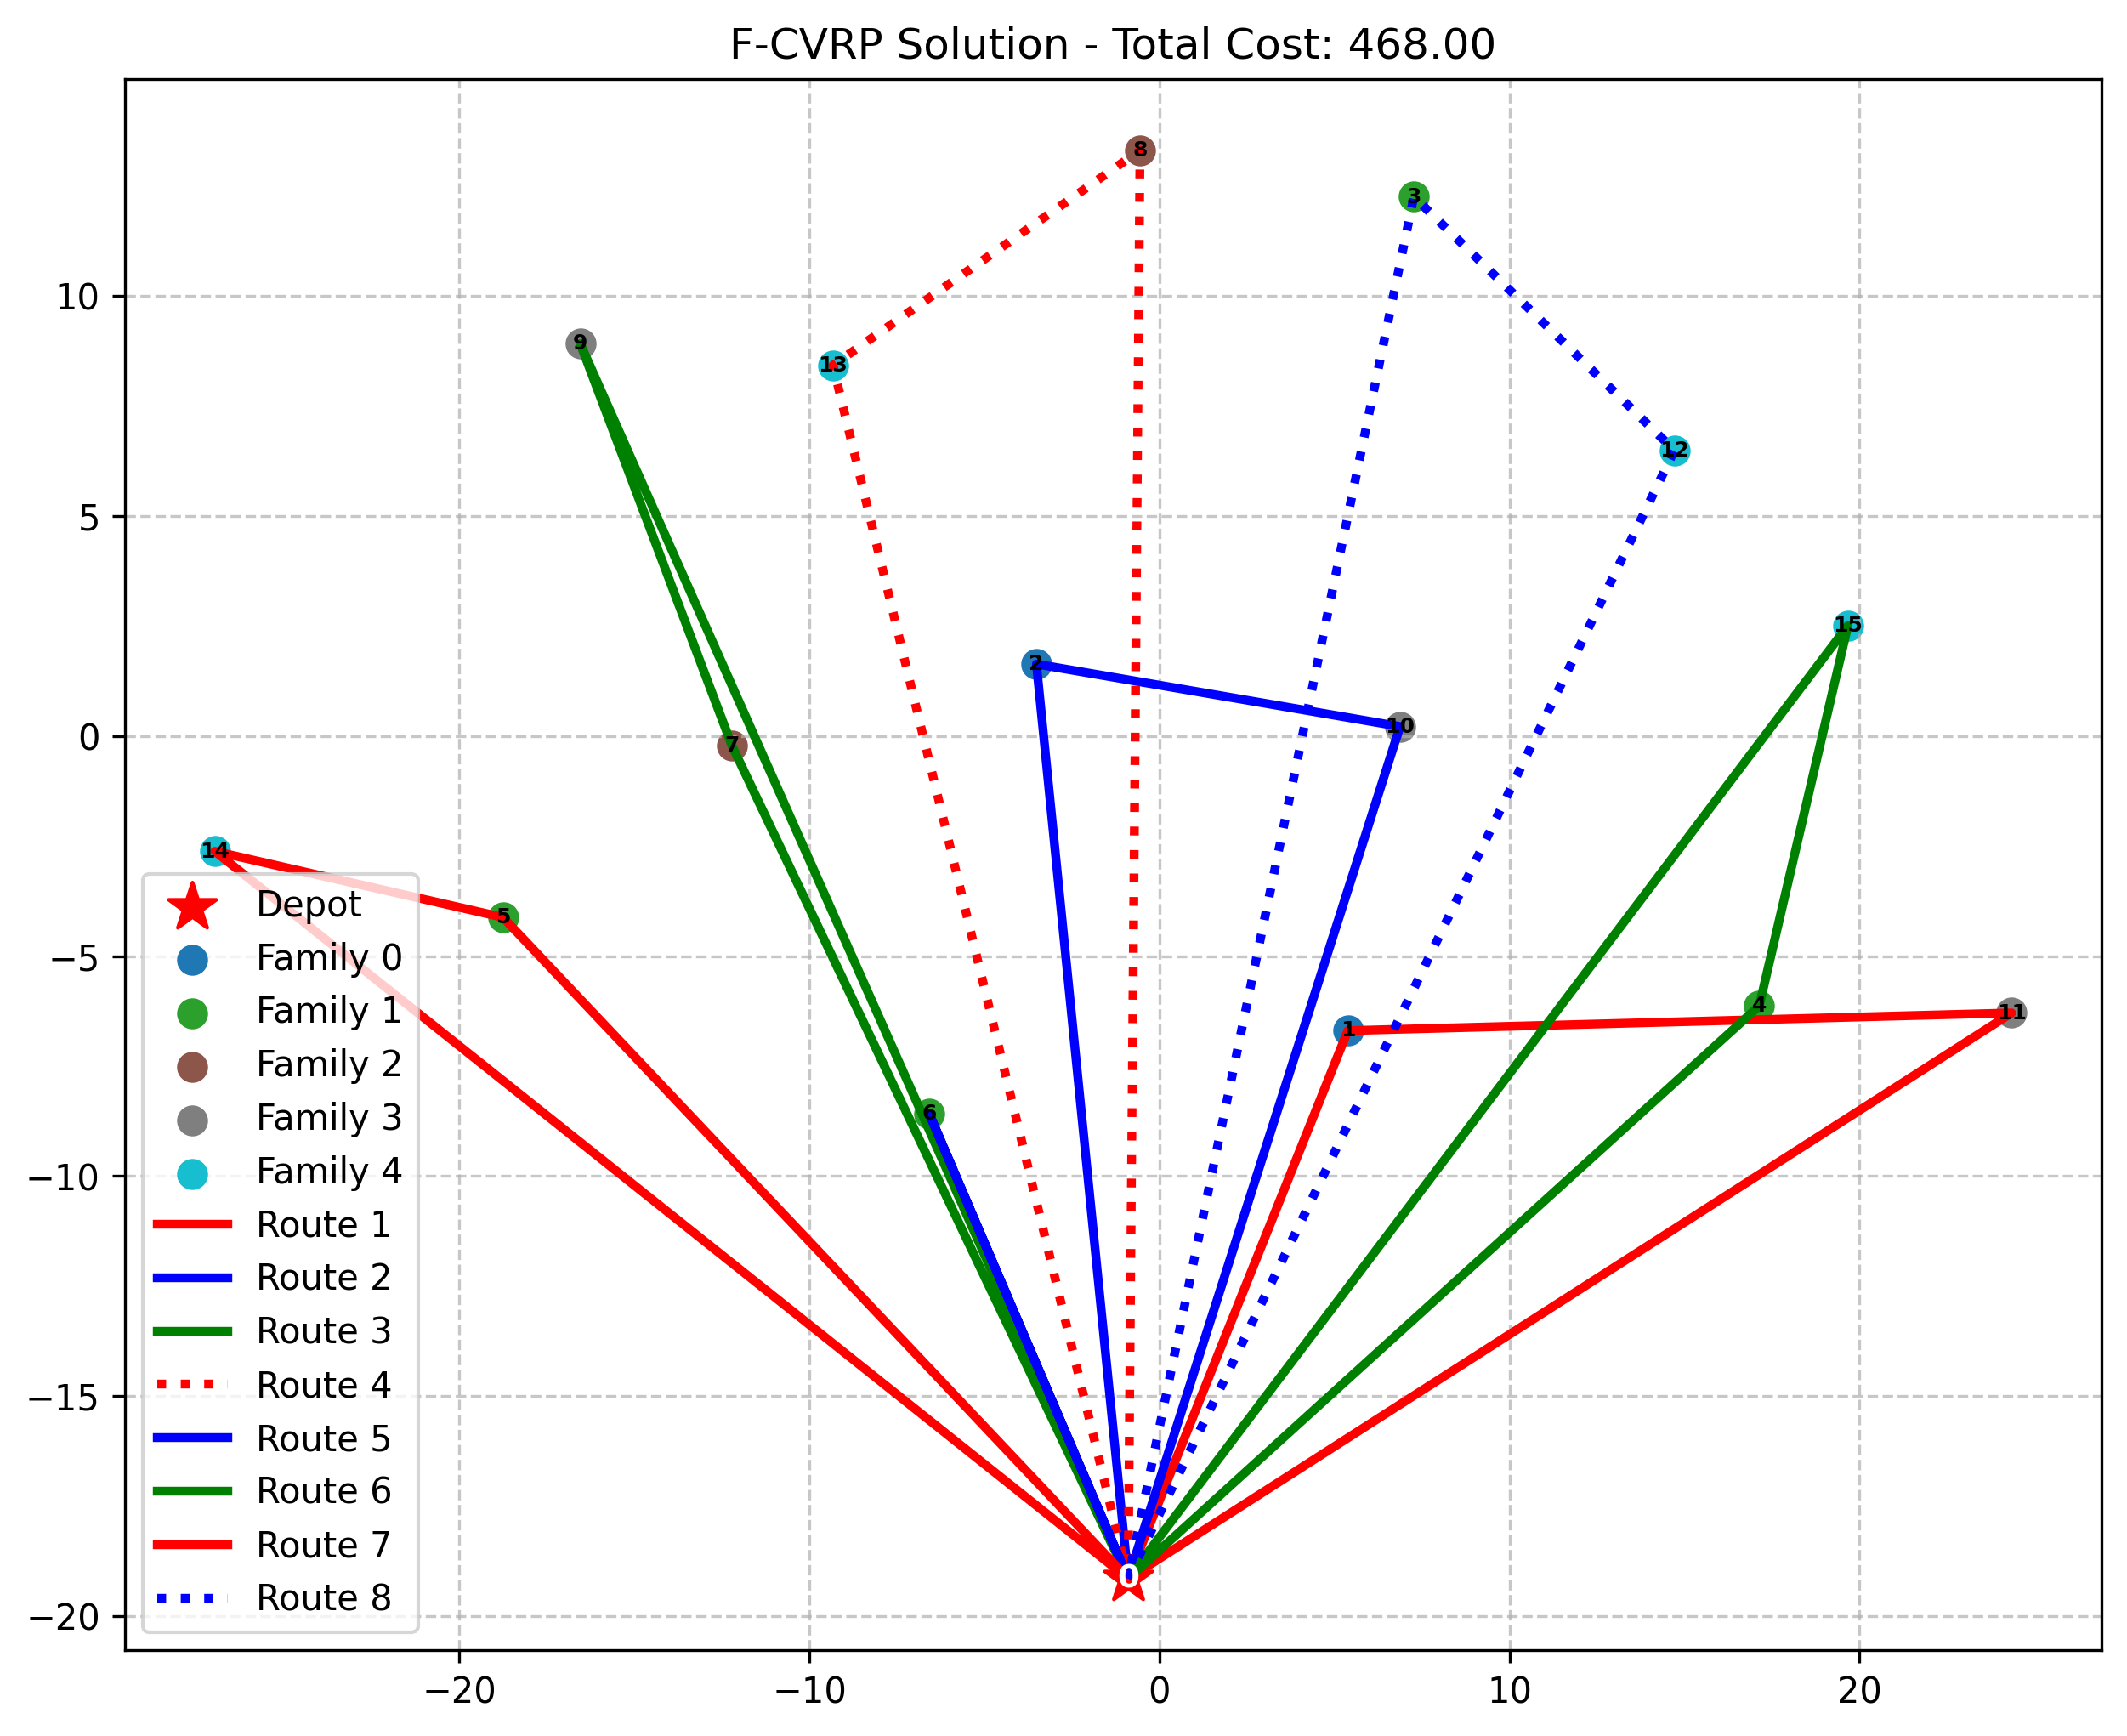 F-CVRP Solution - Total Cost: 468.00
10
5
0
−5
−10
−15
−20
8
3
9
13
12
15
2
10
7
14
5
4
11
1
6
0
Depot
Family 0
Family 1
Family 2
Family 3
Family 4
Route 1
Route 2
Route 3
Route 4
Route 5
Route 6
Route 7
Route 8
−20
−10
0
10
20